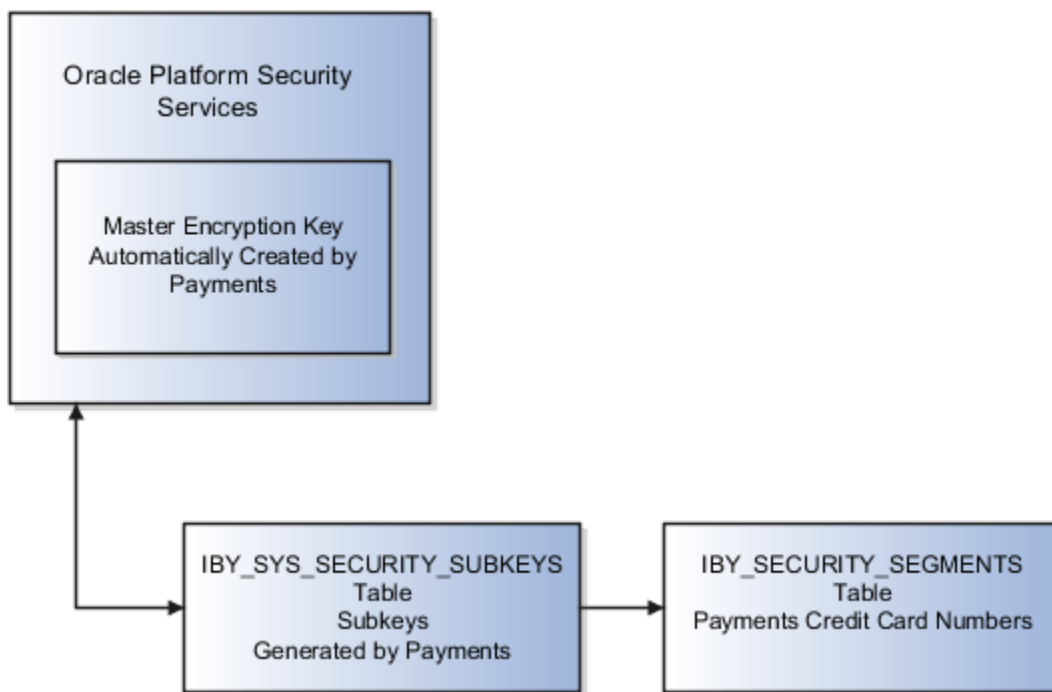 Oracle Platform Security
Services
Master Encryption Key
Automatically Created by
Payments
IBY_SYS_SECURITY_SUBKEYS
Table
Subkeys
Generated by Payments
IBY_SECURITY_SEGMENTS
Table
Payments Credit Card Numbers